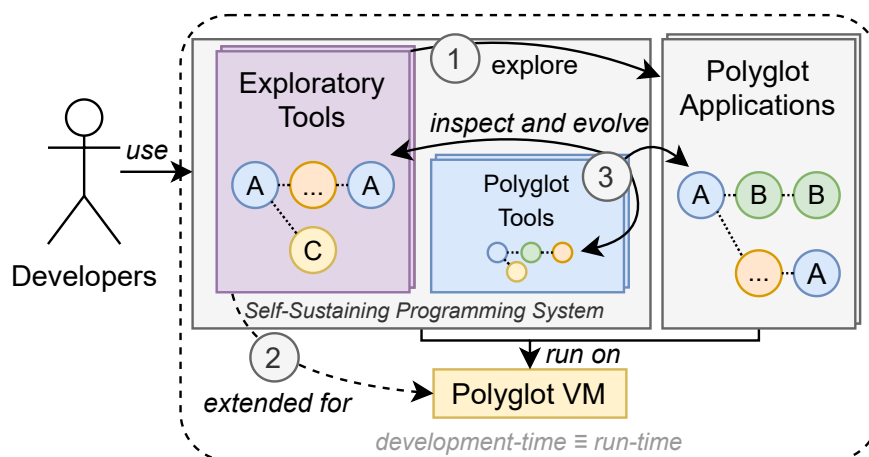 1
explore
Exploratory
Tools
Polyglot
Applications
use
inspect and evolve
3
A
...
A
C
Polyglot
Tools
A
B
B
...
A
Developers
Self-Sustaining Programming System
2
run on
extended for
Polyglot VM
development-time ≡ run-time